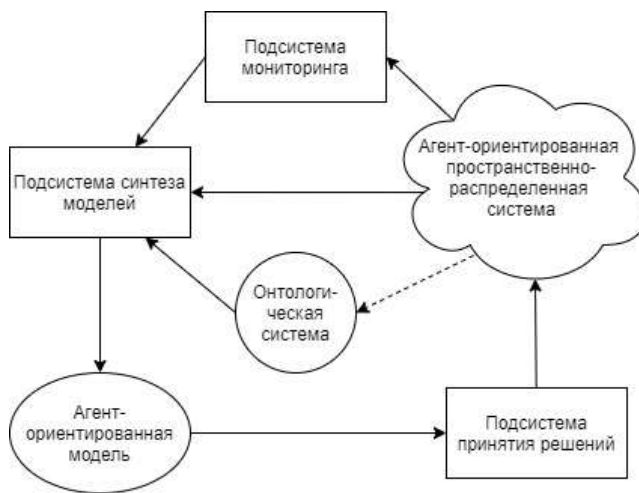 Подсистема
мониторинга
Агент-ориентированная
пространственно-
распределенная
система
Подсистема синтеза
моделей
Онтологи-
ческая
система
Агент-
ориентированная
модель
Подсистема
принятия решений